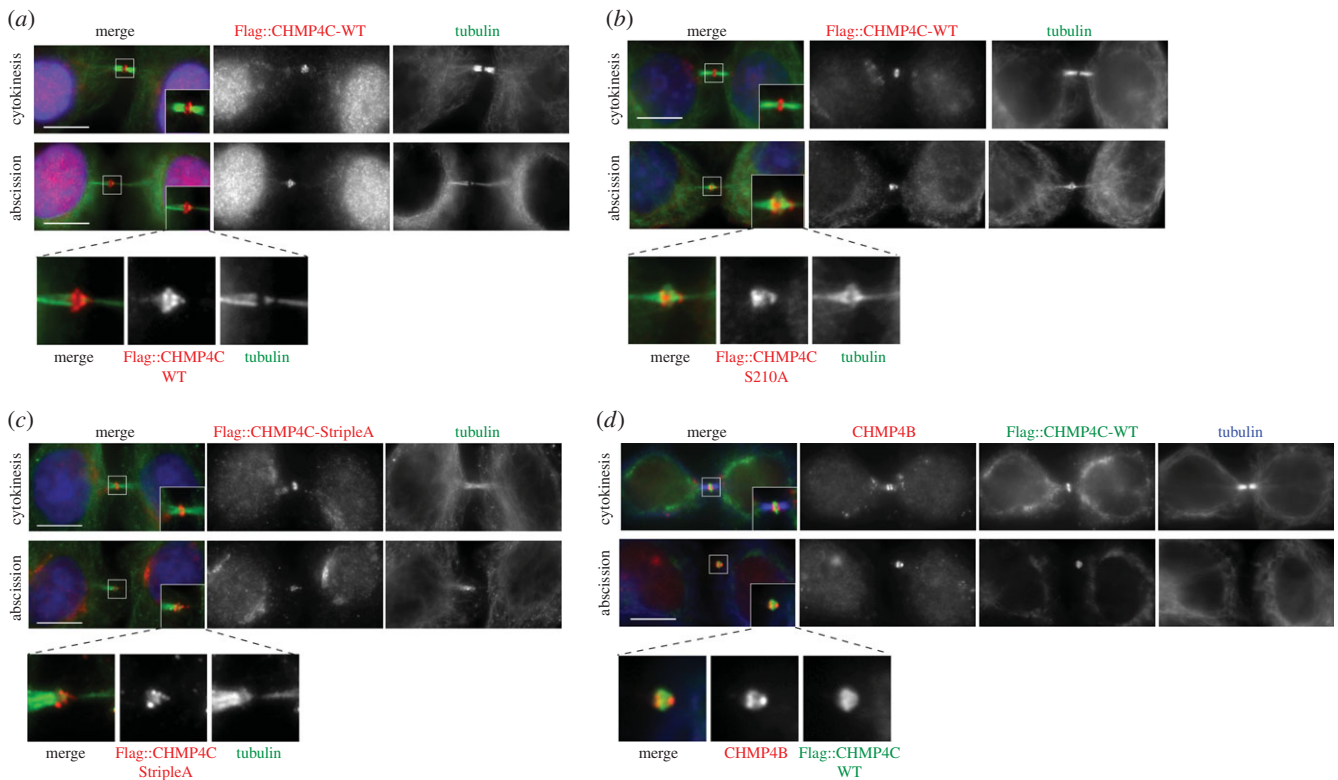 (a)
merge Flag::CHMP4C-WT tubulin
cytokinesis
abscission
merge Flag::CHMP4C tubulin
WT
(b)
merge Flag::CHMP4C-WT tubulin
cytokinesis
abscission
merge Flag::CHMP4C tubulin
S210A
(c)
merge Flag::CHMP4C-StripleA tubulin
cytokinesis
abscission
merge Flag::CHMP4C tubulin
StripleA
(d)
merge CHMP4B Flag::CHMP4C-WT tubulin
cytokinesis
abscission
merge CHMP4B Flag::CHMP4C
WT